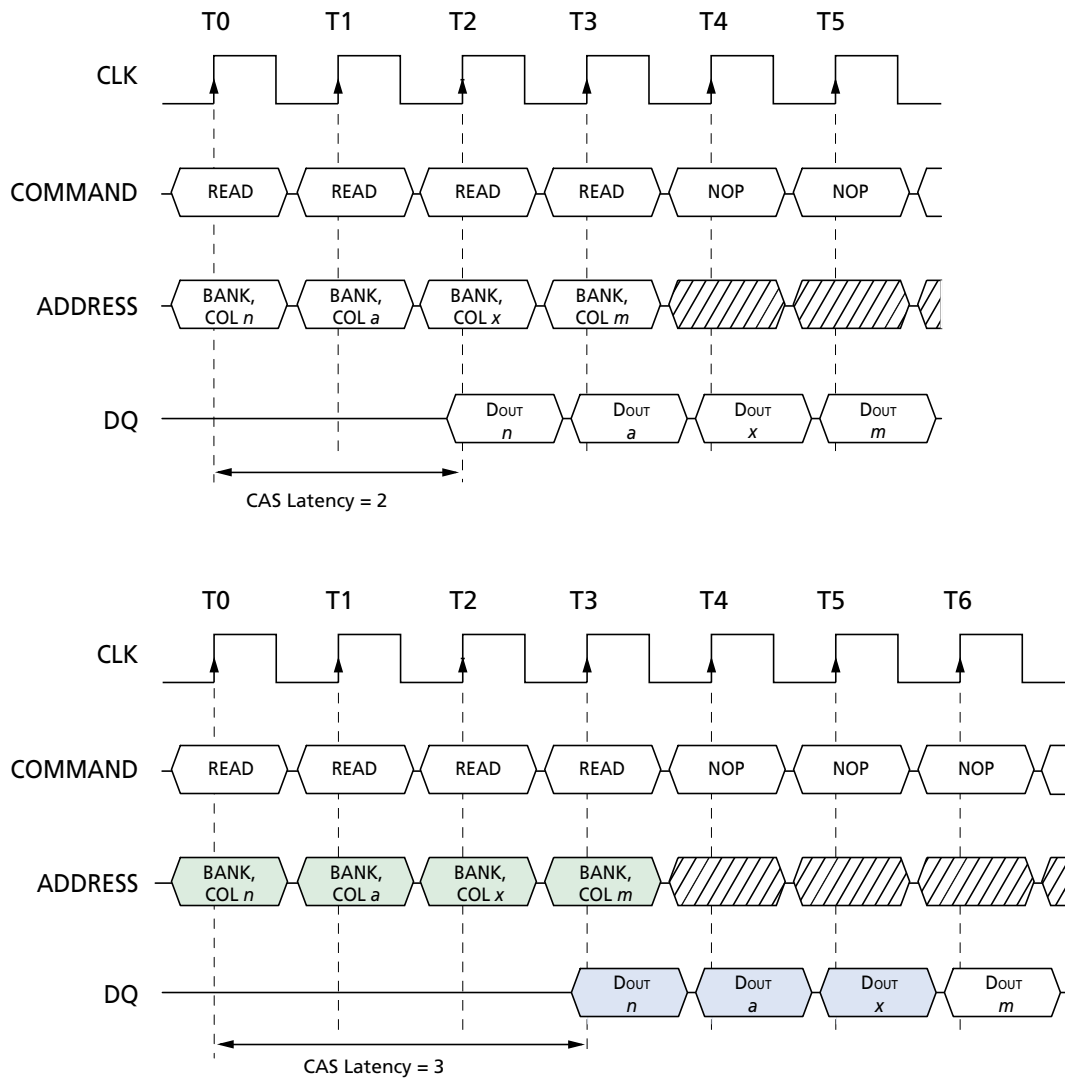 T0 T1 T2 T3 T4 T5
CLK
COMMAND READ READ READ READ NOP NOP
ADDRESS BANK, COL n BANK, COL a BANK, COL x BANK, COL m
DQ DOUT n DOUT a DOUT x DOUT m
CAS Latency = 2
T0 T1 T2 T3 T4 T5 T6
CLK
COMMAND READ READ READ READ NOP NOP NOP
ADDRESS BANK, COL n BANK, COL a BANK, COL x BANK, COL m
DQ DOUT n DOUT a DOUT x DOUT m
CAS Latency = 3